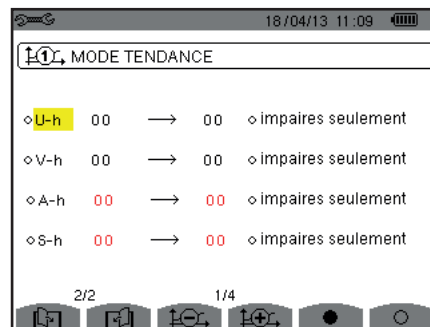 18/04/13 11:09
1 MODE TENDANCE
U-h 00 → 00 impaires seulement
V-h 00 → 00 impaires seulement
A-h 00 → 00 impaires seulement
S-h 00 → 00 impaires seulement
2/2 1/4